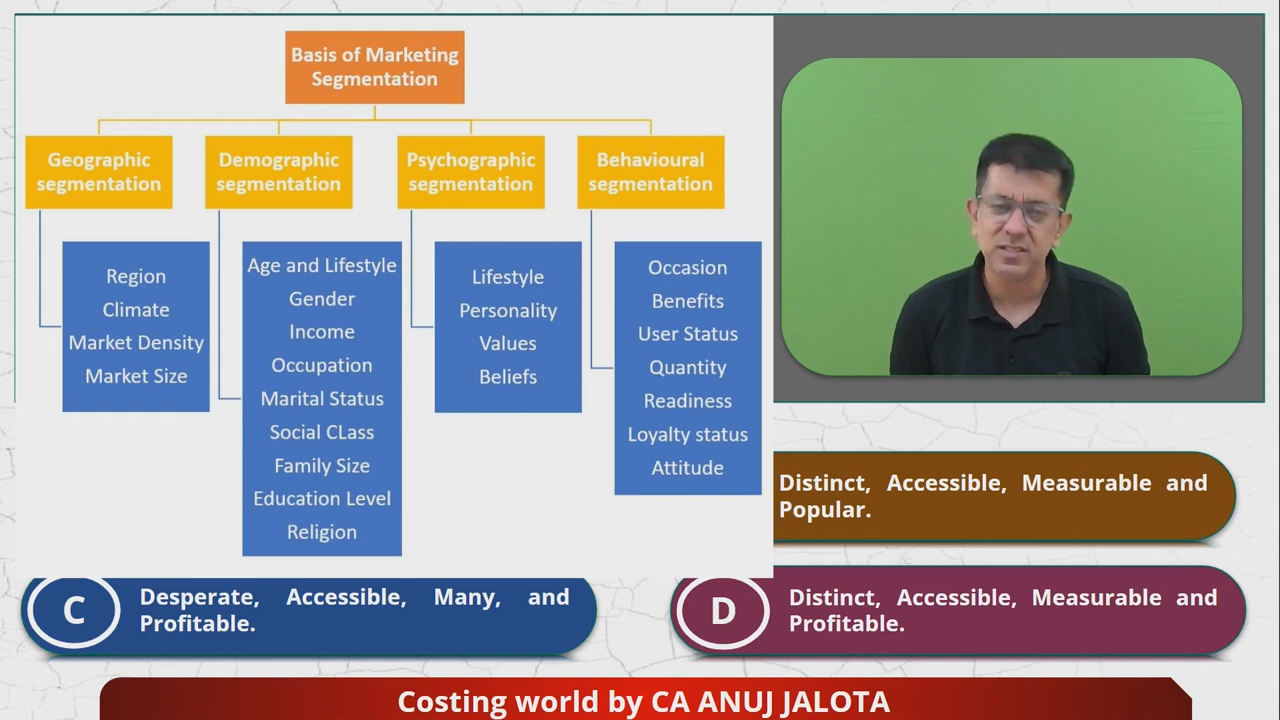 Basis of Marketing
Segmentation
Geographic
segmentation
Demographic
segmentation
Psychographic
segmentation
Behavioural
segmentation
Region
Climate
Market Density
Market Size
Age and Lifestyle
Gender
Income
Occupation
Marital Status
Social CLass
Family Size
Education Level
Religion
Lifestyle
Personality
Values
Beliefs
Occasion
Benefits
User Status
Quantity
Readiness
Loyalty status
Attitude
Distinct, Accessible, Measurable and
Popular.
C
Desperate, Accessible, Many, and
Profitable.
D
Distinct, Accessible, Measurable and
Profitable.
Costing world by CA ANUJ JALOTA